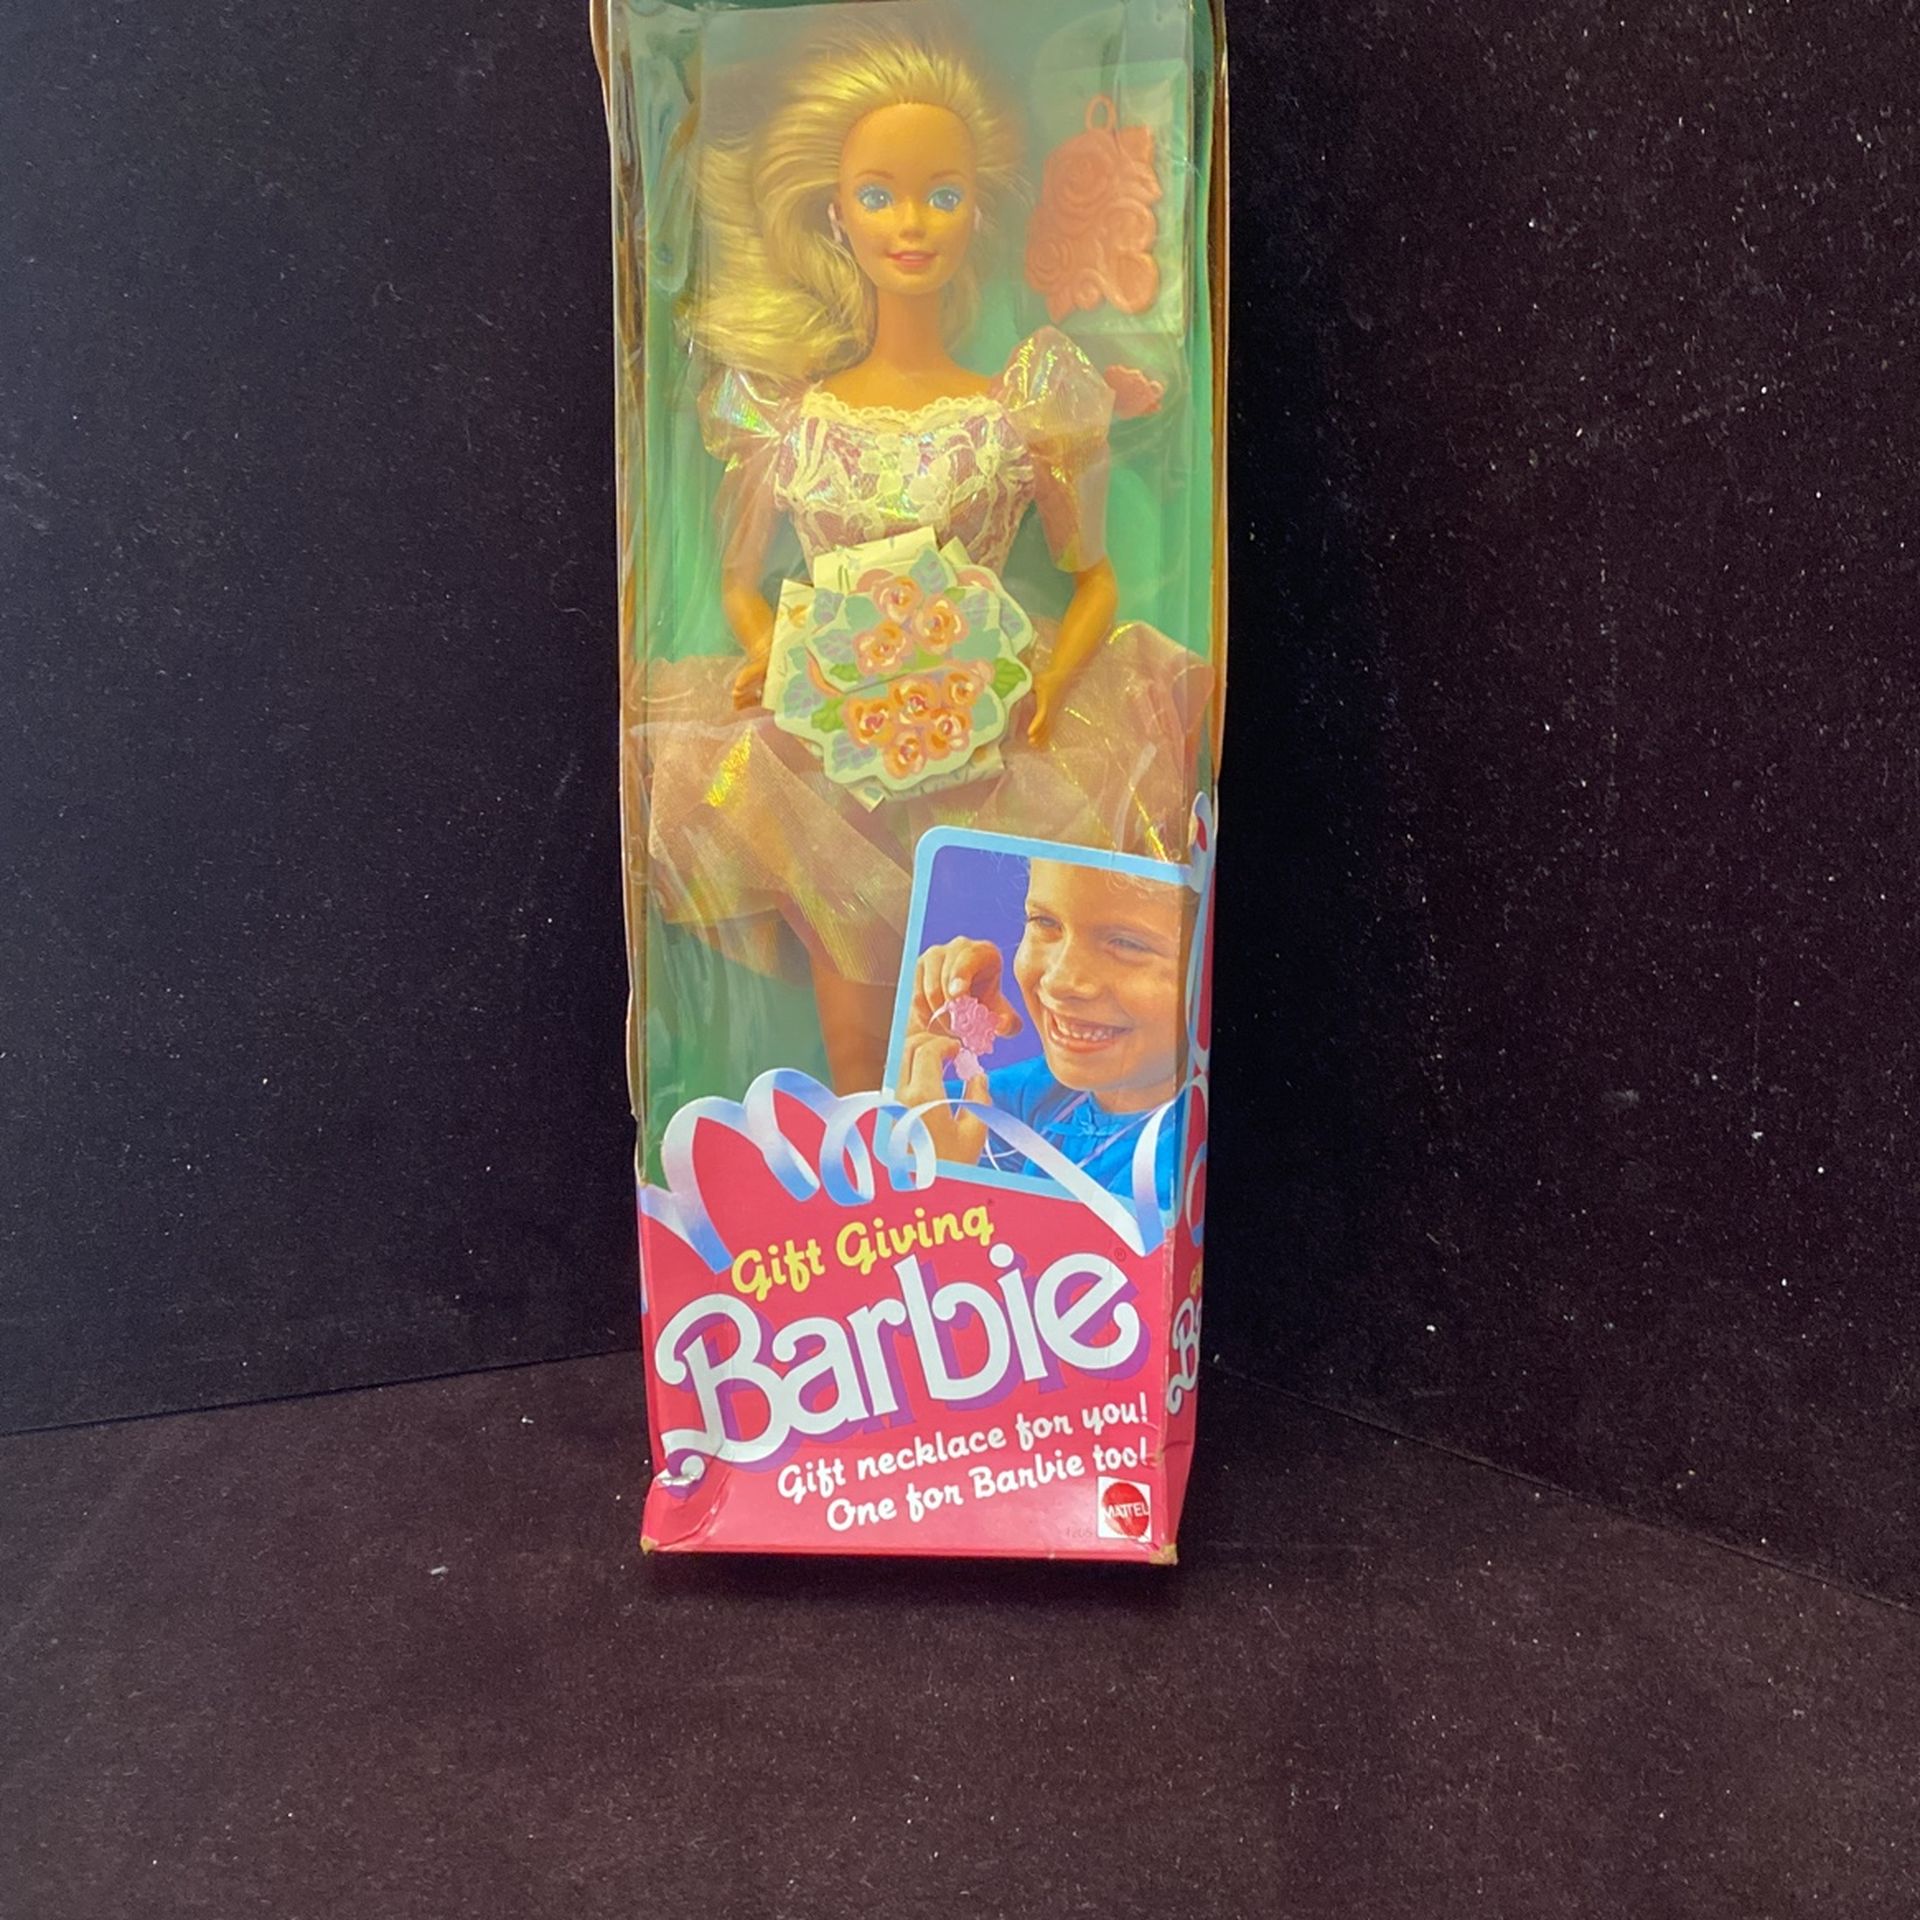 Gift Giving
Barbie®
Gift necklace for you!
One for Barbie too!
MATTEL